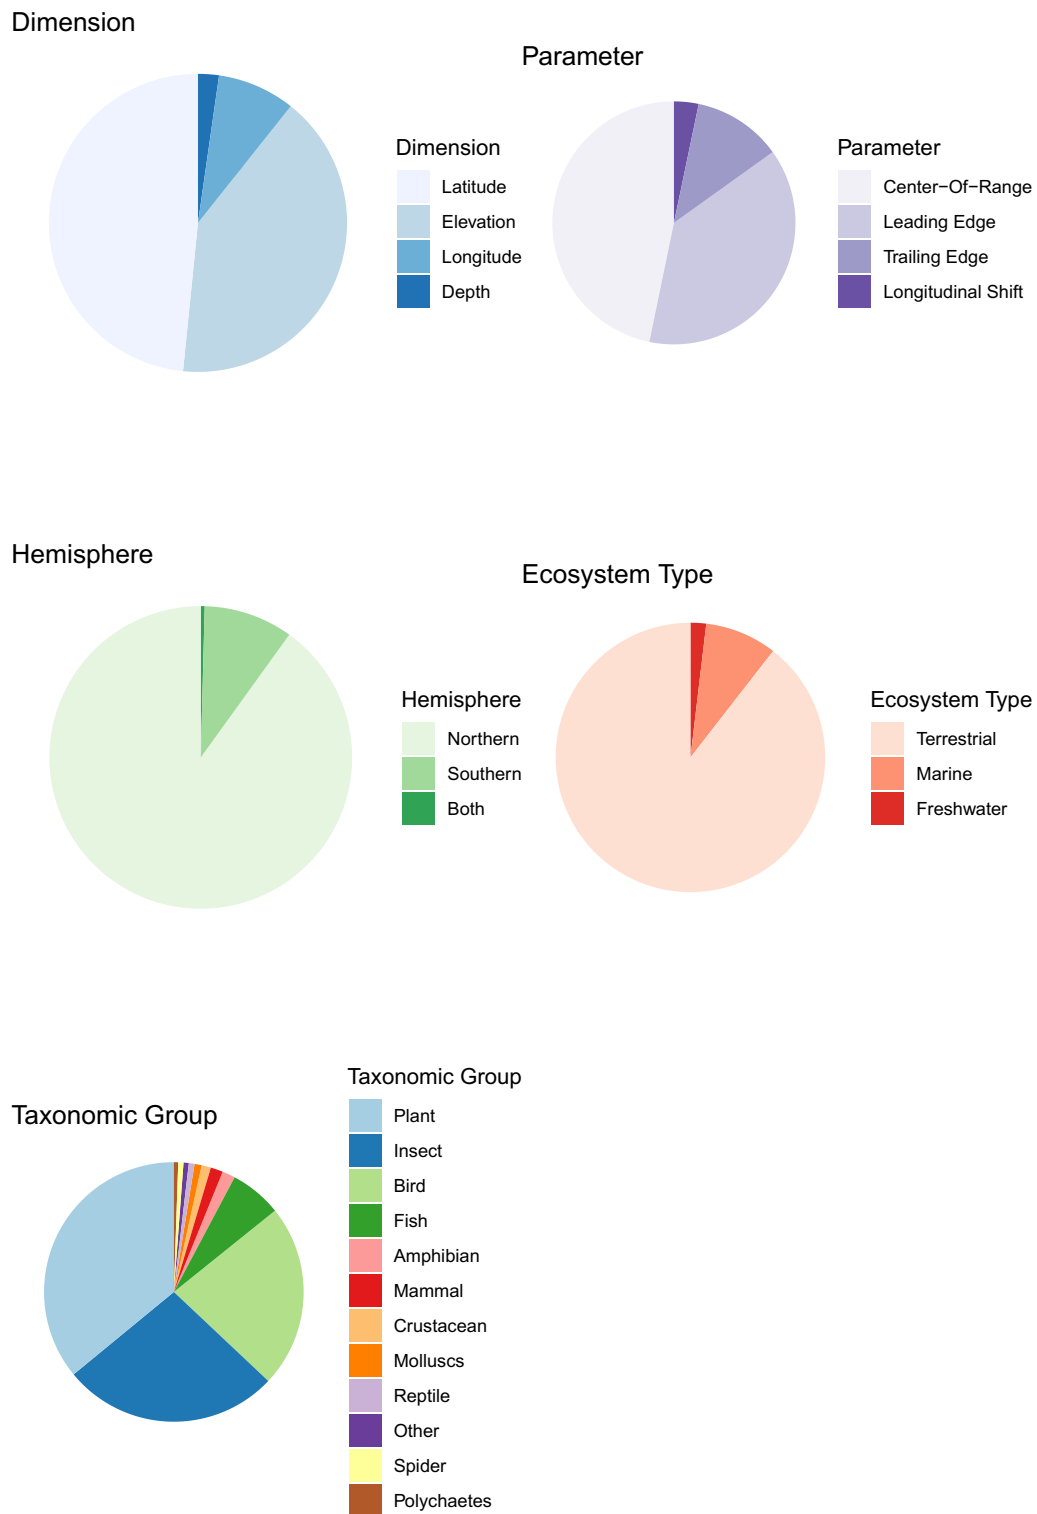 Dimension
Dimension
Latitude
Elevation
Longitude
Depth
Parameter
Parameter
Center−Of−Range
Leading Edge
Trailing Edge
Longitudinal Shift
Hemisphere
Hemisphere
Northern
Southern
Both
Ecosystem Type
Ecosystem Type
Terrestrial
Marine
Freshwater
Taxonomic Group
Taxonomic Group
Plant
Insect
Bird
Fish
Amphibian
Mammal
Crustacean
Molluscs
Reptile
Other
Spider
Polychaetes